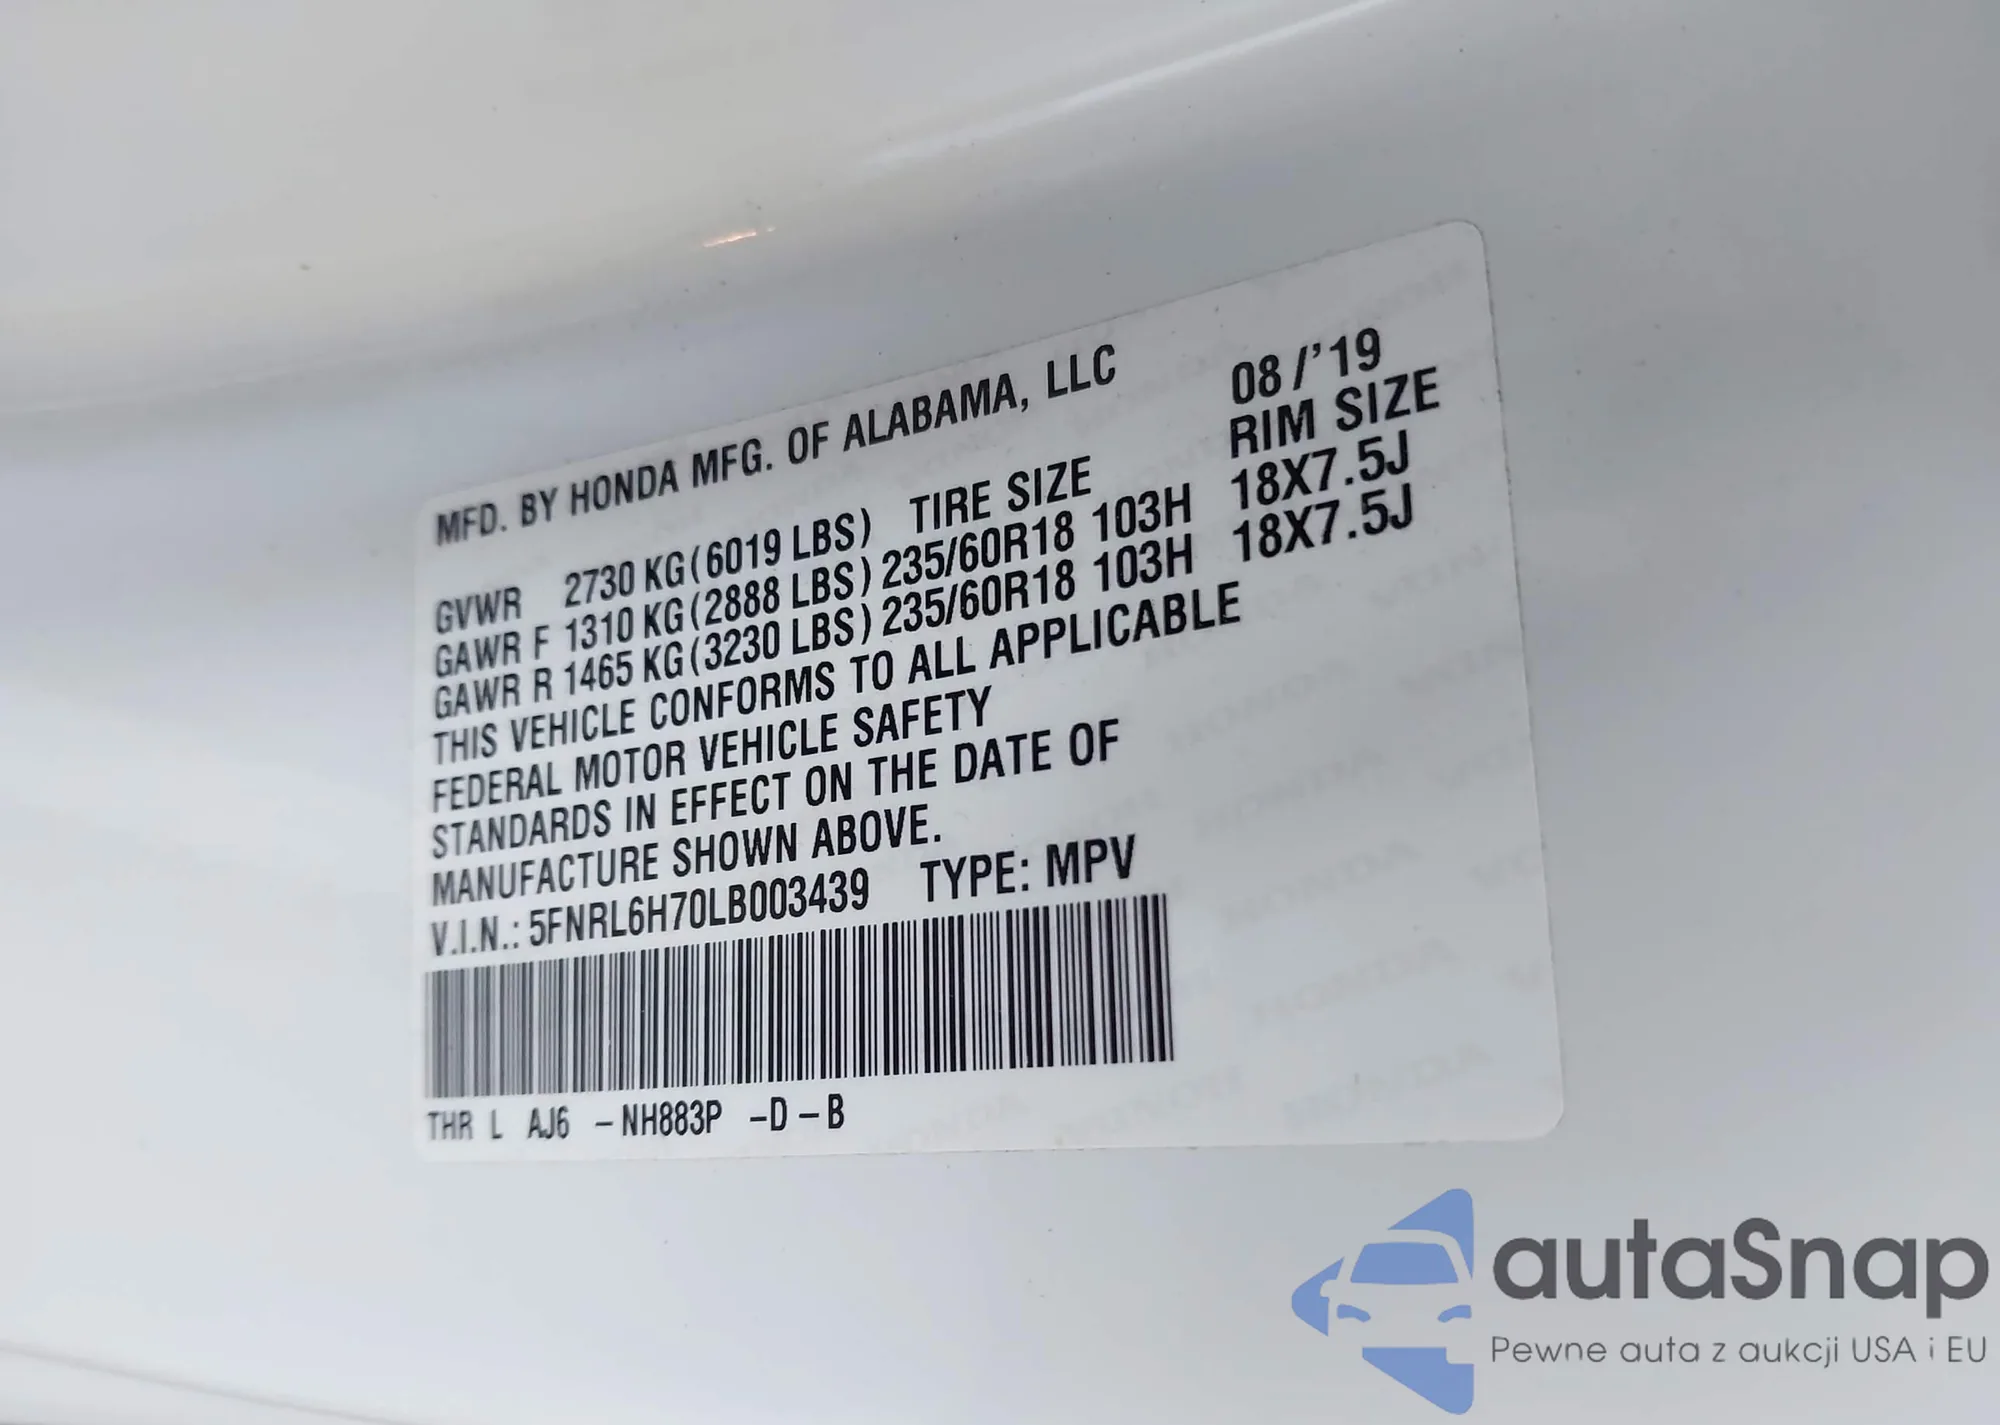 MFD. BY HONDA MFG. OF ALABAMA, LLC 08/'19
GVWR 2730 KG(6019 LBS) TIRE SIZE RIM SIZE
GAWR F 1310 KG(2888 LBS) 235/60R18 103H 18X7.5J
GAWR R 1465 KG(3230 LBS) 235/60R18 103H 18X7.5J
THIS VEHICLE CONFORMS TO ALL APPLICABLE
FEDERAL MOTOR VEHICLE SAFETY
STANDARDS IN EFFECT ON THE DATE OF
MANUFACTURE SHOWN ABOVE.
V.I.N.: 5FNRL6H70LB003439 TYPE: MPV
THR L AJ6 -NH883P -D-B
autaSnap
Pewne auta z aukcji USA i EU